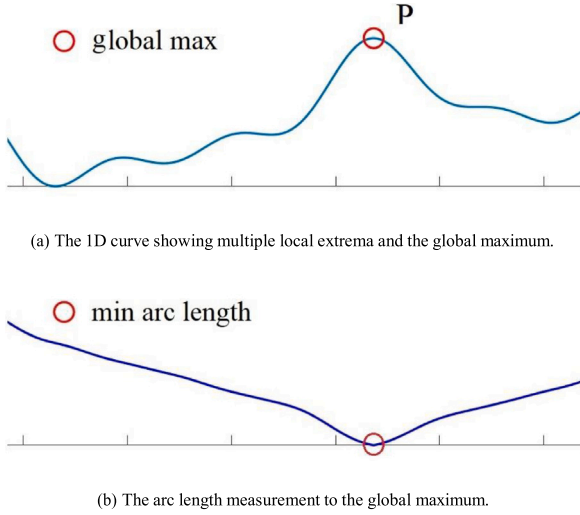 P
global max
(a) The 1D curve showing multiple local extrema and the global maximum.
min arc length
(b) The arc length measurement to the global maximum.